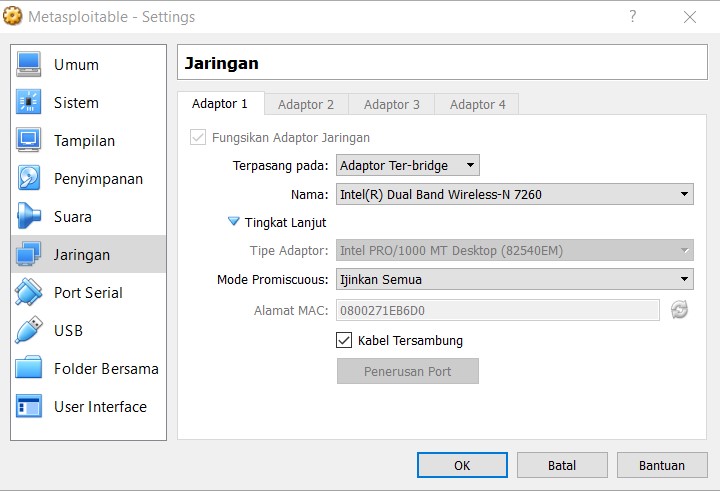 Metasploitable - Settings
?
Umum
Sistem
Tampilan
Penyimpanan
Suara
Jaringan
Port Serial
USB
Folder Bersama
User Interface
Jaringan
Adaptor 1 Adaptor 2 Adaptor 3 Adaptor 4
Fungsikan Adaptor Jaringan
Terpasang pada: Adaptor Ter-bridge
Nama: Intel(R) Dual Band Wireless-N 7260
Tingkat Lanjut
Tipe Adaptor: Intel PRO/1000 MT Desktop (82540EM)
Mode Promiscuous: Ijinkan Semua
Alamat MAC: 0800271EB6D0
Kabel Tersambung
Penerusan Port
OK Batal Bantuan